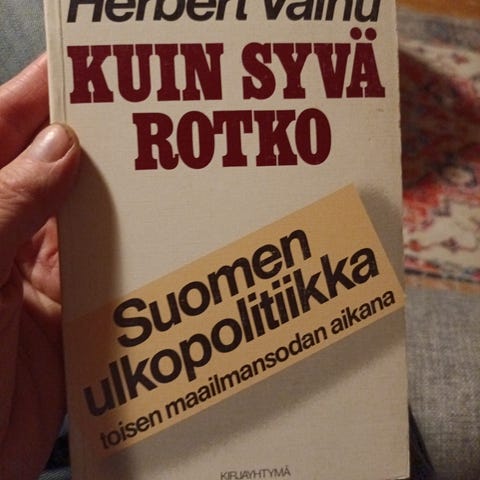 Herbert Vainu
KUIN SYVÄ
ROTKO
Suomen
ulkopolitiikka
toisen maailmansodan aikana
KIRJAYHTYMÄ